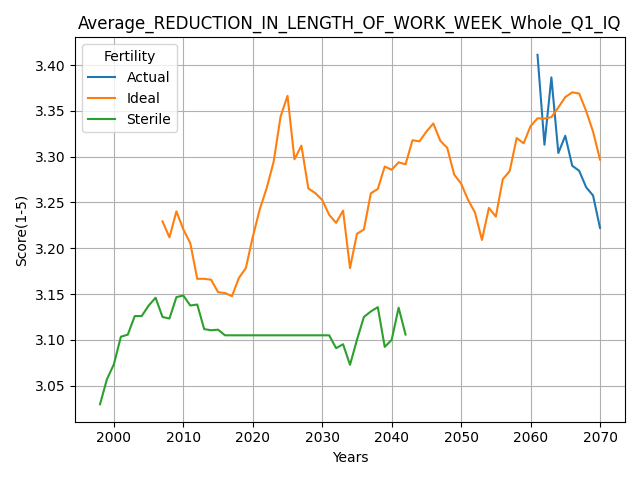 Average_REDUCTION_IN_LENGTH_OF_WORK_WEEK_Whole_Q1_IQ
Fertility
Actual
Ideal
Sterile
3.40
3.35
3.30
3.25
3.20
3.15
3.10
3.05
Score(1-5)
2000 2010 2020 2030 2040 2050 2060 2070
Years